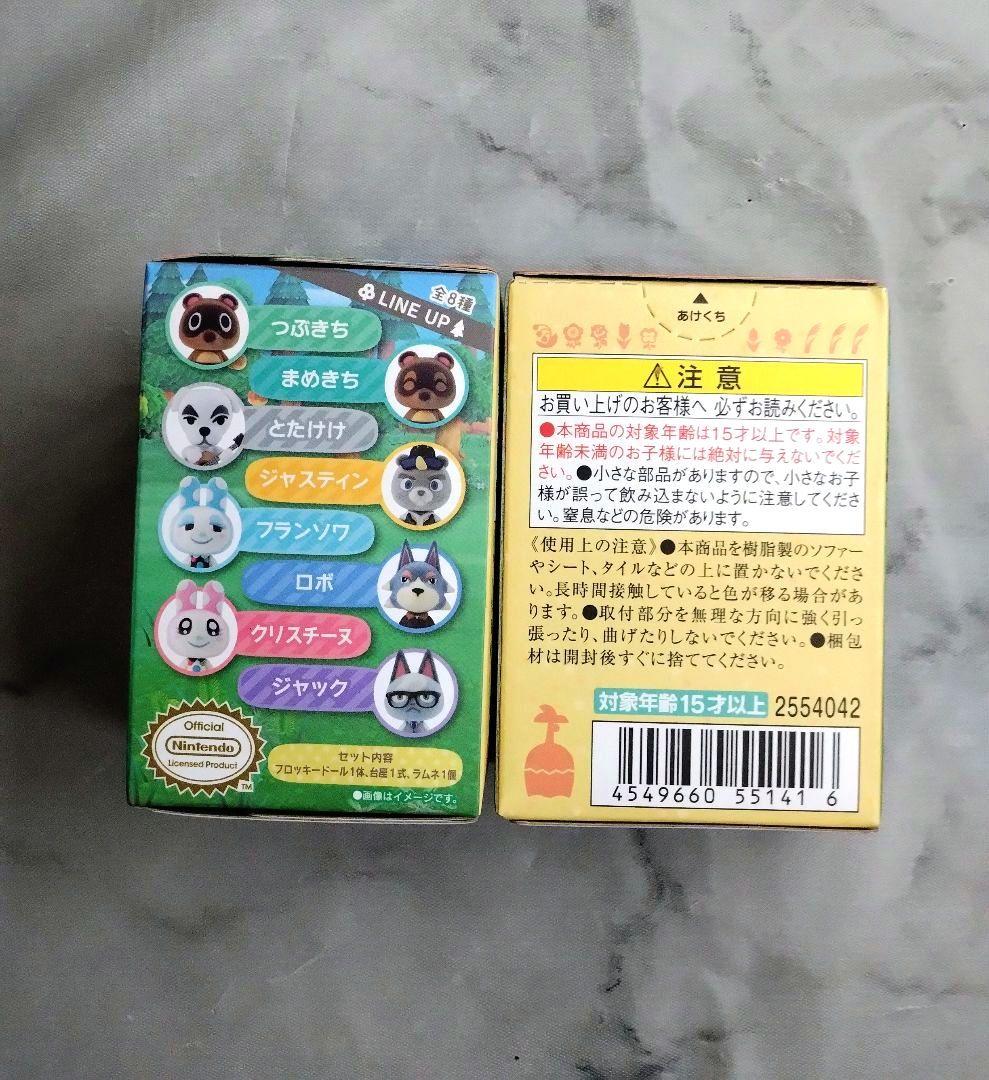 全8種
LINE UP
つぶきち
まめきち
とたけけ
ジャスティン
フランソワ
ロボ
クリスチーヌ
ジャック
Official
Nintendo
Licensed Product
TM
セット内容
フロッキードール1体、台座1式、ラムネ1個
●画像はイメージです。
あけくち
⚠注 意
お買い上げのお客様へ 必ずお読みください。
●本商品の対象年齢は15才以上です。対象
年齢未満のお子様には絶対に与えないでくだ
さい。●小さな部品がありますので、小さなお子
様が誤って飲み込まないように注意してくださ
い。窒息などの危険があります。
《使用上の注意》●本商品を樹脂製のソファー
やシート、タイルなどの上に置かないでくださ
い。長時間接触していると色が移る場合があ
ります。●取付部分を無理な方向に強く引っ
張ったり、曲げたりしないでください。●梱包
材は開封後すぐに捨ててください。
対象年齢15才以上 2554042
4549660 55141 6